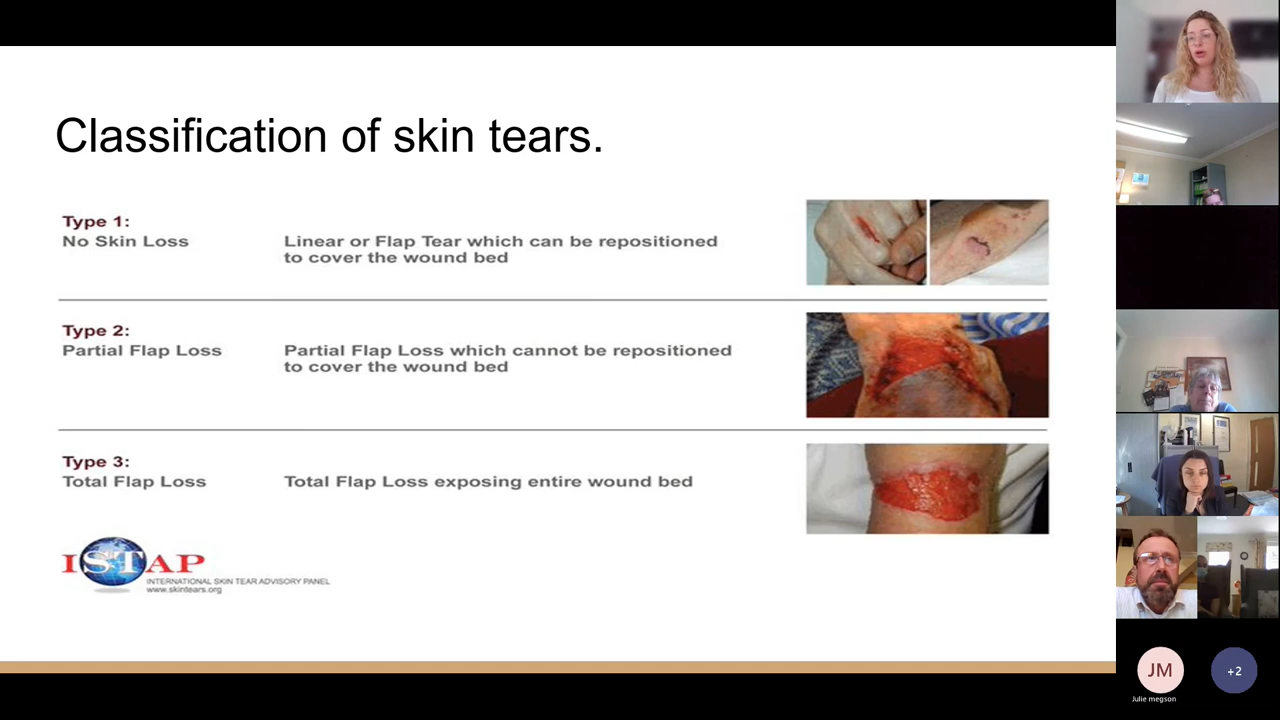 Classification of skin tears.
Type 1:
No Skin Loss
Linear or Flap Tear which can be repositioned
to cover the wound bed
Type 2:
Partial Flap Loss
Partial Flap Loss which cannot be repositioned
to cover the wound bed
Type 3:
Total Flap Loss
Total Flap Loss exposing entire wound bed
ISTAP
INTERNATIONAL SKIN TEAR ADVISORY PANEL
www.skintears.org
JM
+2
Julie megson